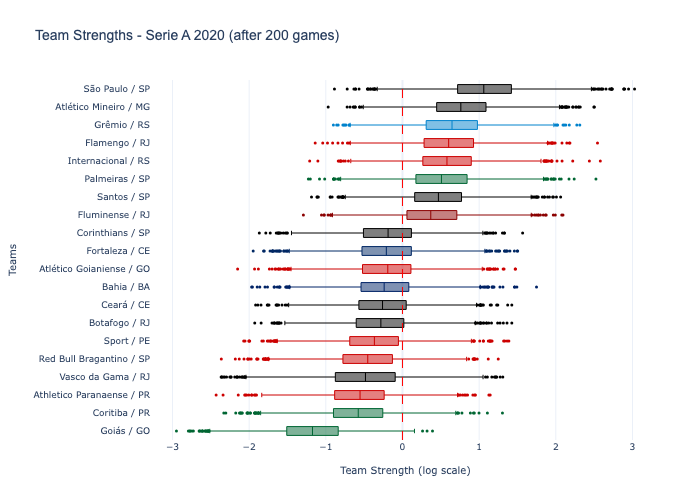 Team Strengths - Serie A 2020 (after 200 games)
São Paulo / SP
Atlético Mineiro / MG
Grêmio / RS
Flamengo / RJ
Internacional / RS
Palmeiras / SP
Santos / SP
Fluminense / RJ
Corinthians / SP
Fortaleza / CE
Atlético Goianiense / GO
Bahia / BA
Ceará / CE
Botafogo / RJ
Sport / PE
Red Bull Bragantino / SP
Vasco da Gama / RJ
Athletico Paranaense / PR
Coritiba / PR
Goiás / GO
Teams
−3 −2 −1 0 1 2 3
Team Strength (log scale)